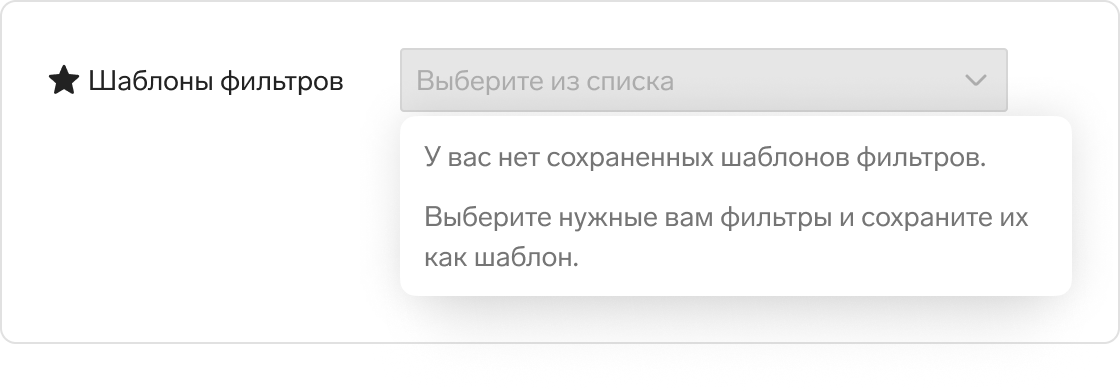 Шаблоны фильтров
Выберите из списка
У вас нет сохраненных шаблонов фильтров.
Выберите нужные вам фильтры и сохраните их
как шаблон.